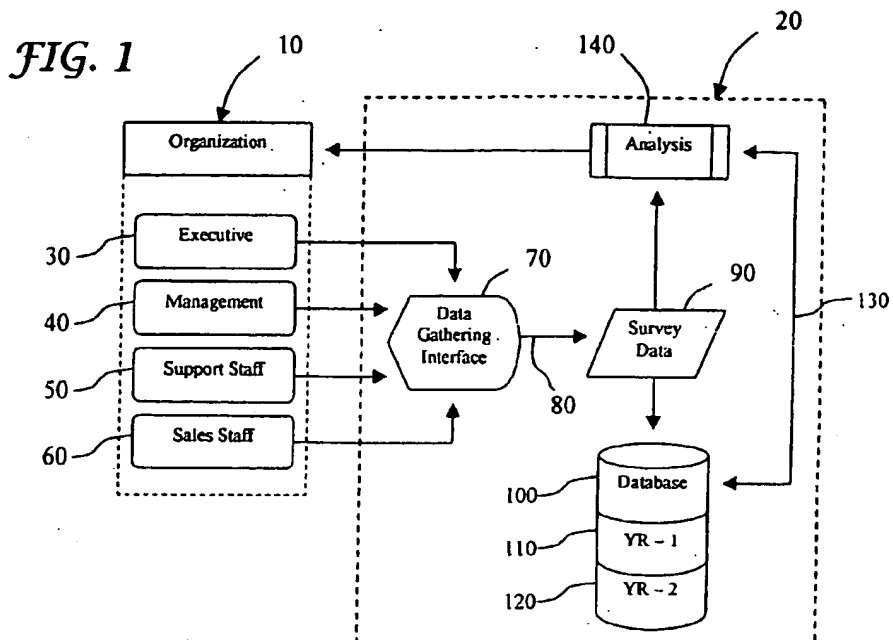 FIG. 1
10
20
140
Organization
Analysis
30
Executive
70
90
40
Management
Data
Gathering
Interface
Survey
Data
130
50
Support Staff
80
60
Sales Staff
100
Database
110
YR – 1
120
YR – 2